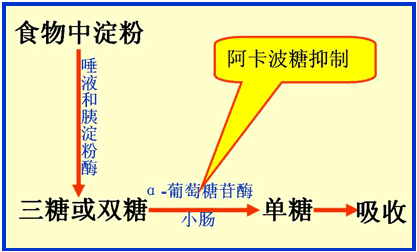 食物中淀粉
阿卡波糖抑制
唾液和胰淀粉酶
α-葡萄糖苷酶
三糖或双糖
单糖
吸收
小肠